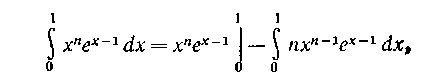 ∫₀¹ xⁿeˣ⁻¹ dx = xⁿeˣ⁻¹ |₀¹ − ∫₀¹ nxⁿ⁻¹eˣ⁻¹ dx,